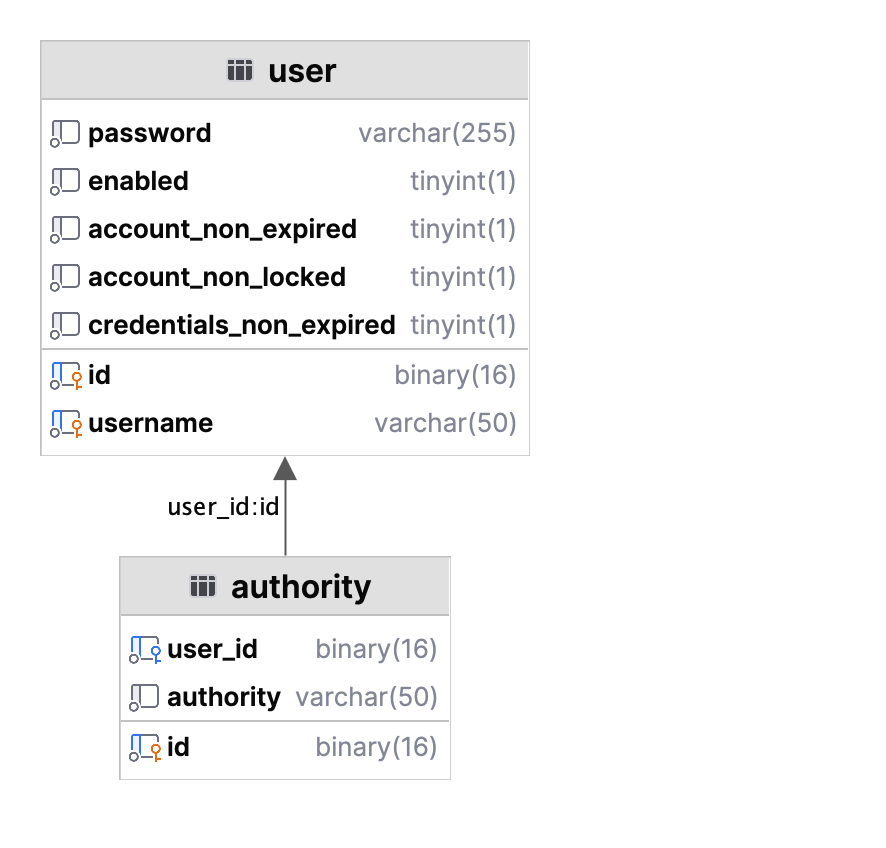 user
password varchar(255)
enabled tinyint(1)
account_non_expired tinyint(1)
account_non_locked tinyint(1)
credentials_non_expired tinyint(1)
id binary(16)
username varchar(50)
user_id:id
authority
user_id binary(16)
authority varchar(50)
id binary(16)